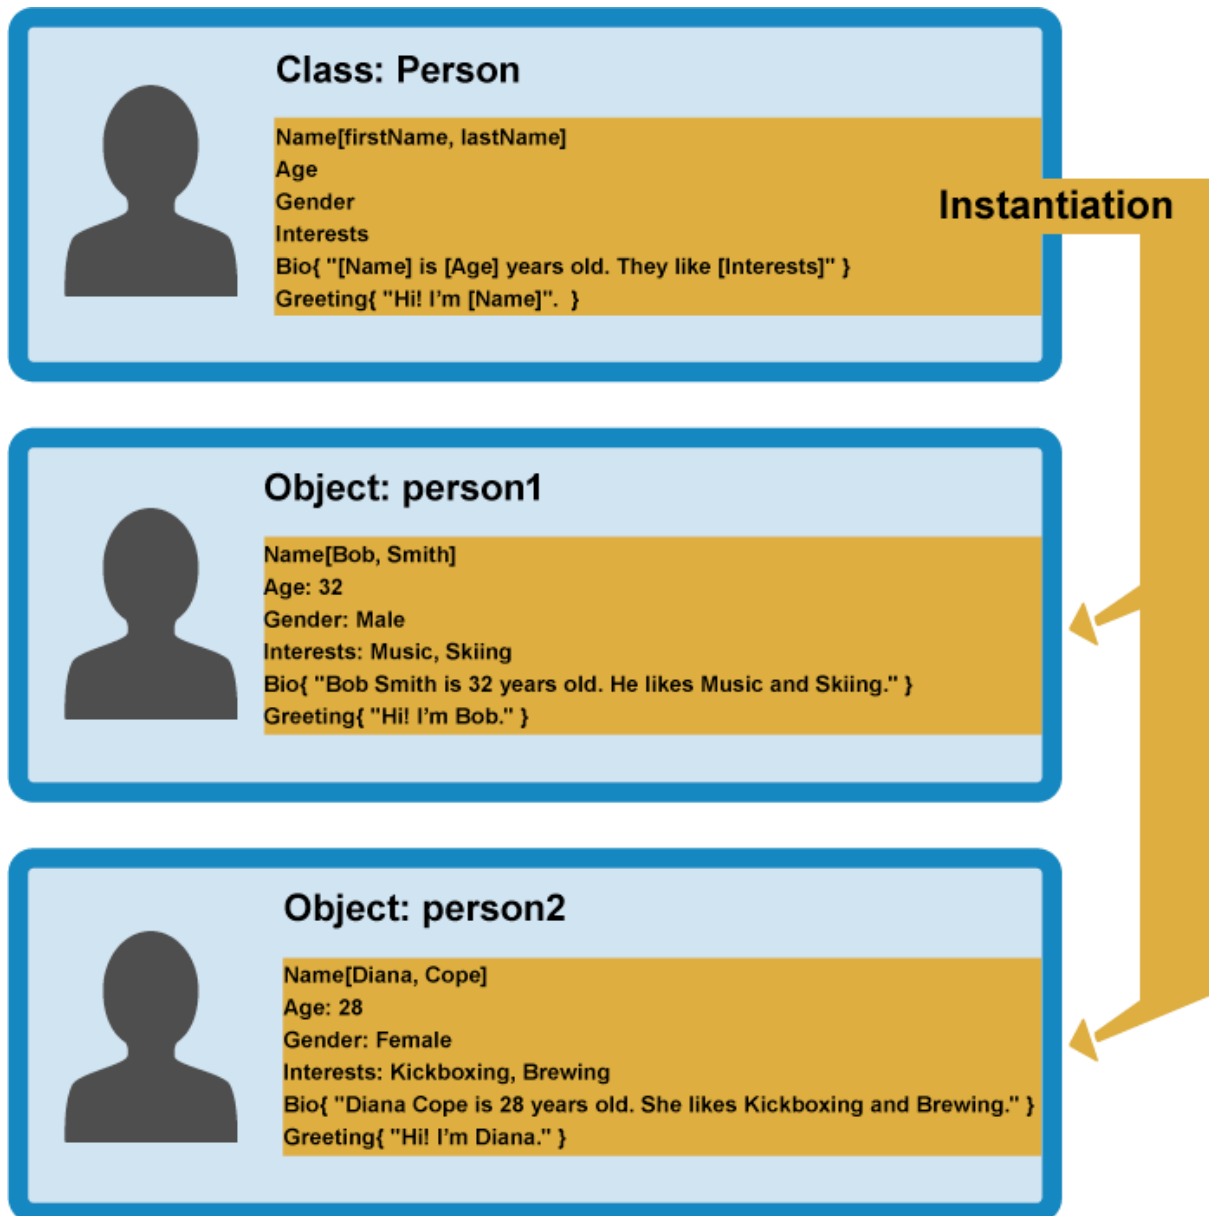 Class: Person
Name[firstName, lastName]
Age
Gender
Interests
Bio{ "[Name] is [Age] years old. They like [Interests]" }
Greeting{ "Hi! I’m [Name]".  }
Instantiation
Object: person1
Name[Bob, Smith]
Age: 32
Gender: Male
Interests: Music, Skiing
Bio{ "Bob Smith is 32 years old. He likes Music and Skiing." }
Greeting{ "Hi! I’m Bob." }
Object: person2
Name[Diana, Cope]
Age: 28
Gender: Female
Interests: Kickboxing, Brewing
Bio{ "Diana Cope is 28 years old. She likes Kickboxing and Brewing." }
Greeting{ "Hi! I’m Diana." }